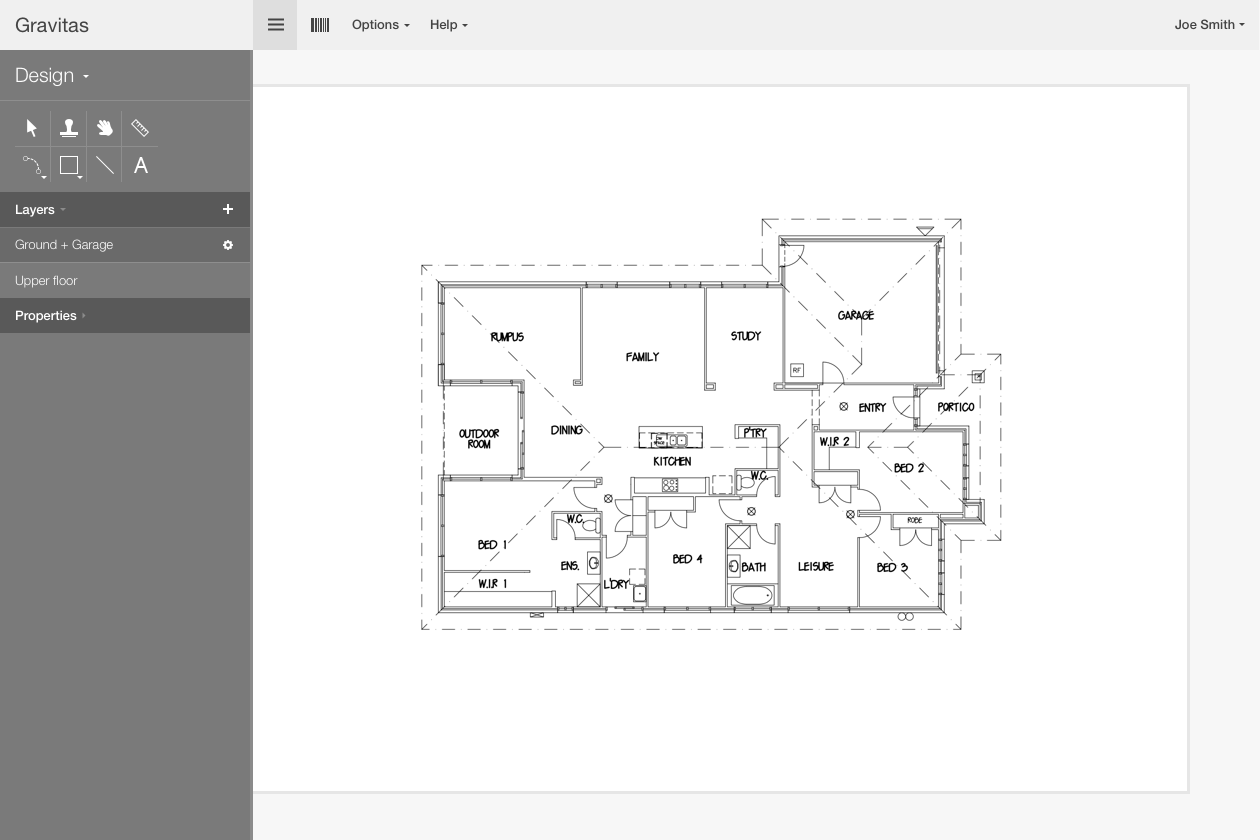 Gravitas
Options
Help
Joe Smith
Design
A
Layers
Ground + Garage
Upper floor
Properties
GARAGE
RUMPUS
STUDY
FAMILY
RF
ENTRY
PORTICO
OUTDOOR
ROOM
DINING
P'TRY
W.I.R 2
KITCHEN
BED 2
W.C.
W.C.
ROBE
BED 1
BED 4
ENS.
BATH
LEISURE
BED 3
W.I.R 1
L'DRY